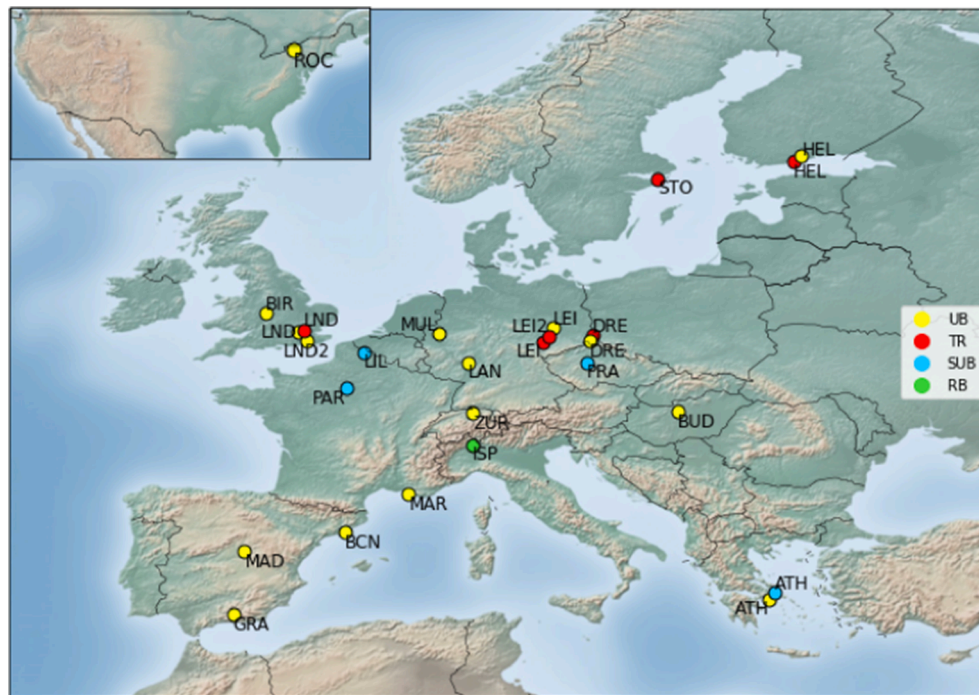 ROC
HEL
HEL
STO
BIR
LND
LND
LND2
MUL
LEI2
LEI
DRE
LEI
DRE
UB
TR
SUB
RB
LIL
LAN
PRA
PAR
ZUR
BUD
ISP
MAR
BCN
MAD
ATH
ATH
GRA